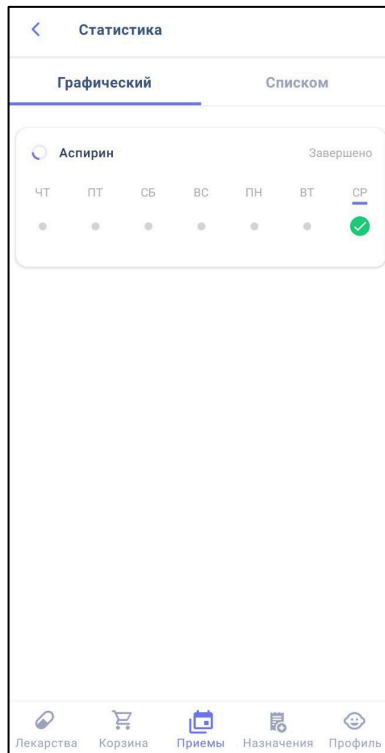 Статистика
Графический Списком
Аспирин Завершено
ЧТ ПТ СБ ВС ПН ВТ СР
Лекарства Корзина Приемы Назначения Профиль